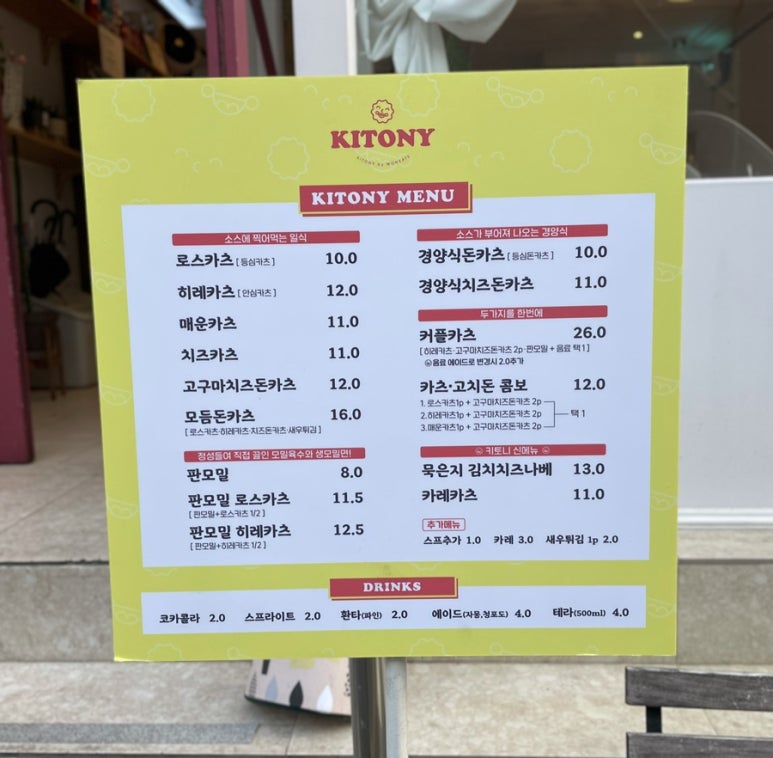 KITONY
KITONY by WONKATS
KITONY MENU
소스에 찍어먹는 일식
로스카츠 [ 등심카츠 ] 10.0
히레카츠 [ 안심카츠 ] 12.0
매운카츠 11.0
치즈카츠 11.0
고구마치즈돈카츠 12.0
모듬돈카츠 16.0
[ 로스카츠·히레카츠·치즈돈카츠·새우튀김 ]
정성들여 직접 끓인 모밀육수와 생모밀면!
판모밀 8.0
판모밀 로스카츠 11.5
[ 판모밀+로스카츠 1/2 ]
판모밀 히레카츠 12.5
[ 판모밀+히레카츠 1/2 ]
소스가 부어져 나오는 경양식
경양식돈카츠 [ 등심돈카츠 ] 10.0
경양식치즈돈카츠 11.0
두가지를 한번에
커플카츠 26.0
[ 히레카츠·고구마치즈돈카츠 2p·판모밀 + 음료 택1 ]
음료 에이드로 변경시 2.0추가
카츠·고치돈 콤보 12.0
1. 로스카츠1p + 고구마치즈돈카츠 2p
2.히레카츠1p + 고구마치즈돈카츠 2p 택 1
3.매운카츠1p + 고구마치즈돈카츠 2p
키토니 신메뉴
묵은지 김치치즈나베 13.0
카레카츠 11.0
추가메뉴
스프추가 1.0 카레 3.0 새우튀김 1p 2.0
DRINKS
코카콜라 2.0 스프라이트 2.0 환타(파인) 2.0 에이드(자몽,청포도) 4.0 테라(500ml) 4.0